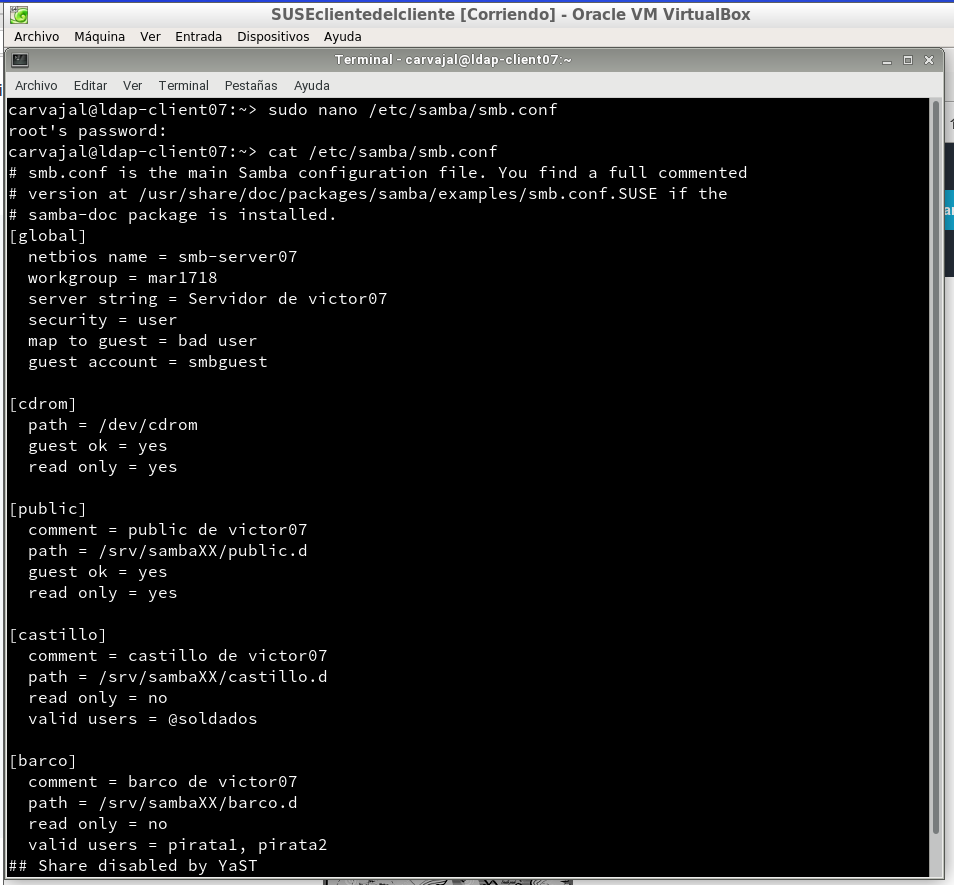 SUSEclientedelcliente [Corriendo] - Oracle VM VirtualBox
Archivo Máquina Ver Entrada Dispositivos Ayuda
Terminal - carvajal@ldap-client07:~
Archivo Editar Ver Terminal Pestañas Ayuda
carvajal@ldap-client07:~> sudo nano /etc/samba/smb.conf
root's password:
carvajal@ldap-client07:~> cat /etc/samba/smb.conf
# smb.conf is the main Samba configuration file. You find a full commented
# version at /usr/share/doc/packages/samba/examples/smb.conf.SUSE if the
# samba-doc package is installed.
[global]
  netbios name = smb-server07
  workgroup = mar1718
  server string = Servidor de victor07
  security = user
  map to guest = bad user
  guest account = smbguest

[cdrom]
  path = /dev/cdrom
  guest ok = yes
  read only = yes

[public]
  comment = public de victor07
  path = /srv/sambaXX/public.d
  guest ok = yes
  read only = yes

[castillo]
  comment = castillo de victor07
  path = /srv/sambaXX/castillo.d
  read only = no
  valid users = @soldados

[barco]
  comment = barco de victor07
  path = /srv/sambaXX/barco.d
  read only = no
  valid users = pirata1, pirata2
## Share disabled by YaST